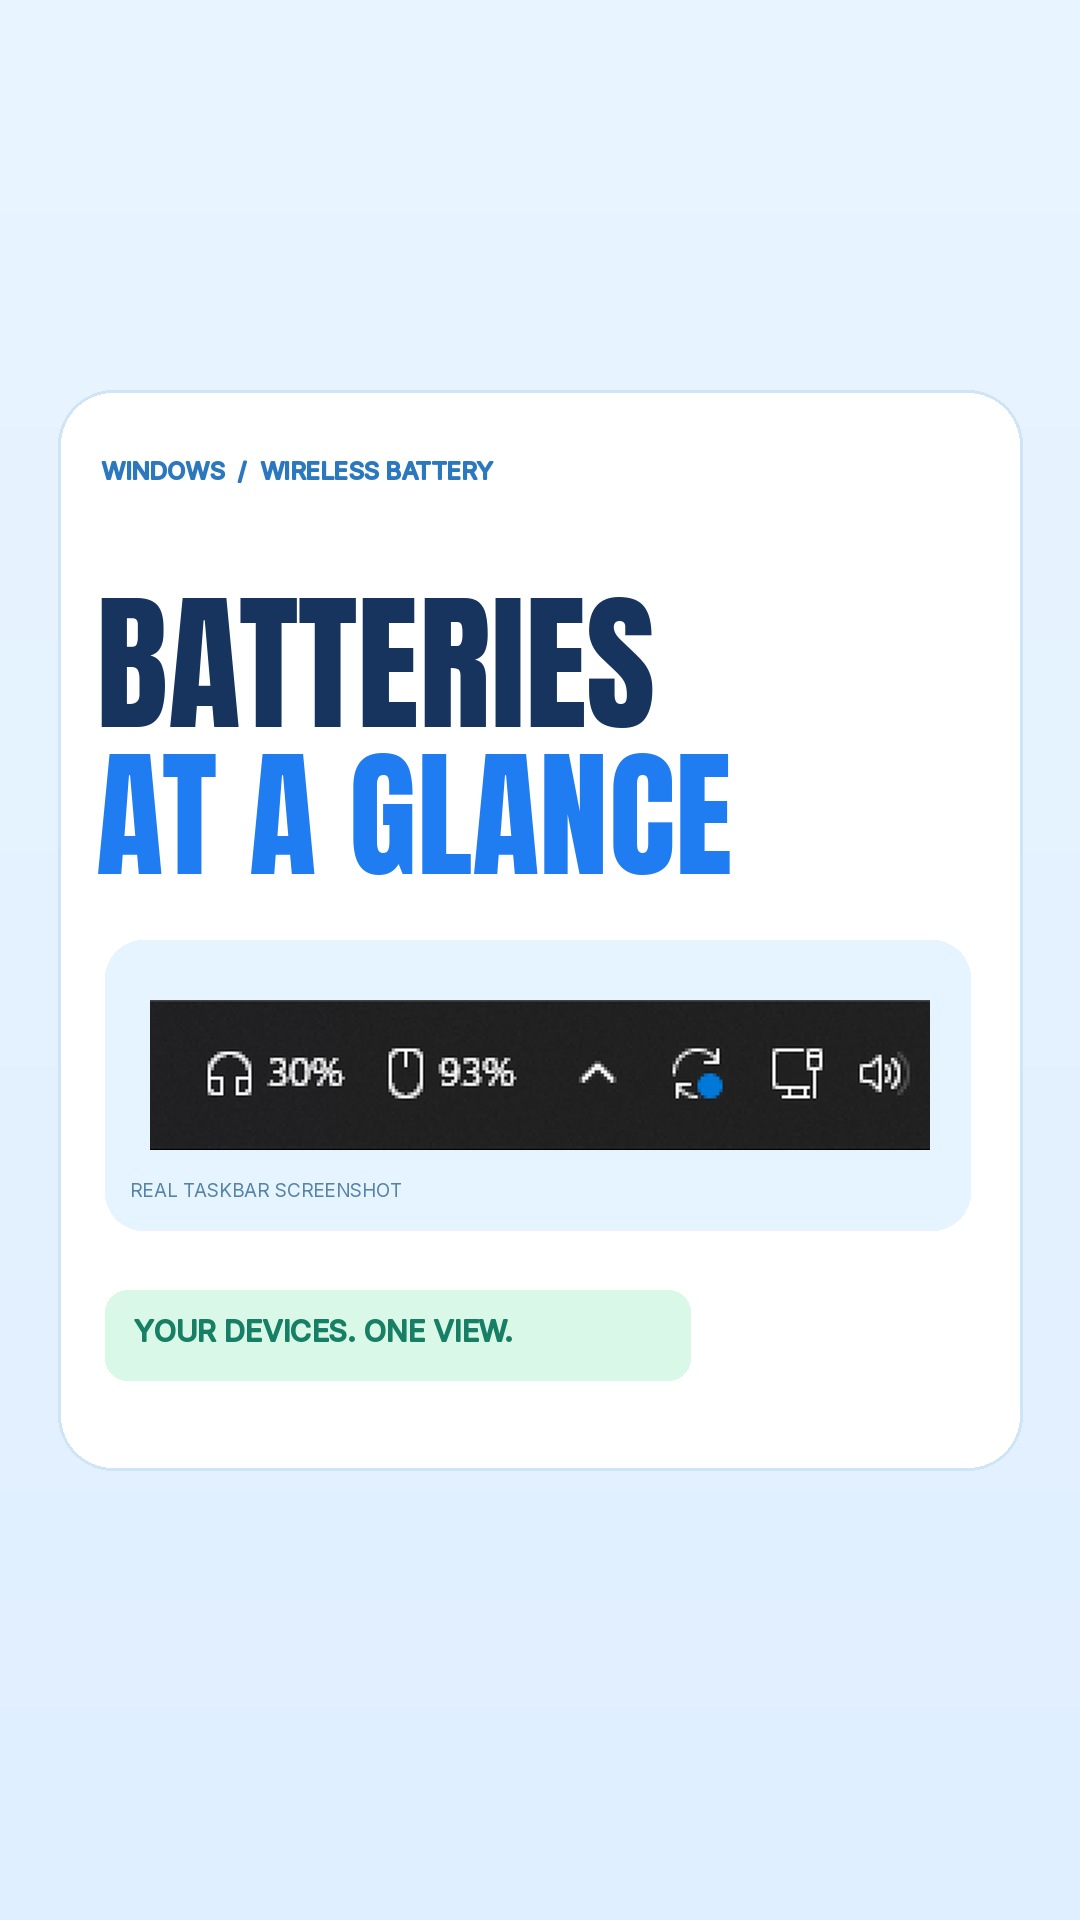 WINDOWS / WIRELESS BATTERY
BATTERIES
AT A GLANCE
30% 93%
REAL TASKBAR SCREENSHOT
YOUR DEVICES. ONE VIEW.